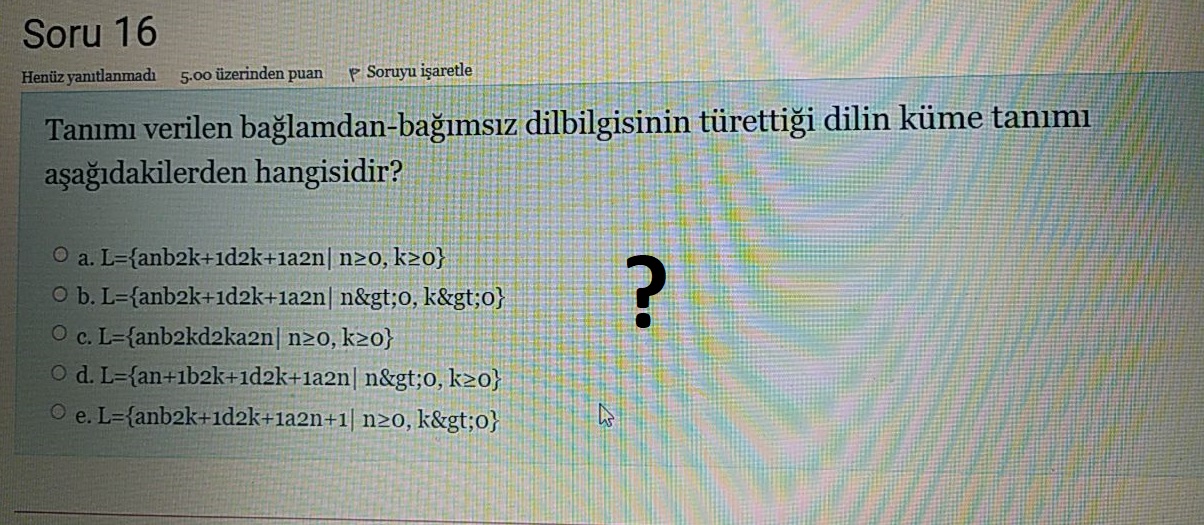 Soru 16
Henüz yanıtlanmadı 5.00 üzerinden puan Soruyu işaretle
Tanımı verilen bağlamdan-bağımsız dilbilgisinin türettiği dilin küme tanımı
aşağıdakilerden hangisidir?
a. L={anb2k+1d2k+1a2n| n≥0, k≥0}
b. L={anb2k+1d2k+1a2n| n&gt;0, k&gt;0}
c. L={anb2kd2ka2n| n≥0, k≥0}
d. L={an+1b2k+1d2k+1a2n| n&gt;0, k≥0}
e. L={anb2k+1d2k+1a2n+1| n≥0, k&gt;0}
?